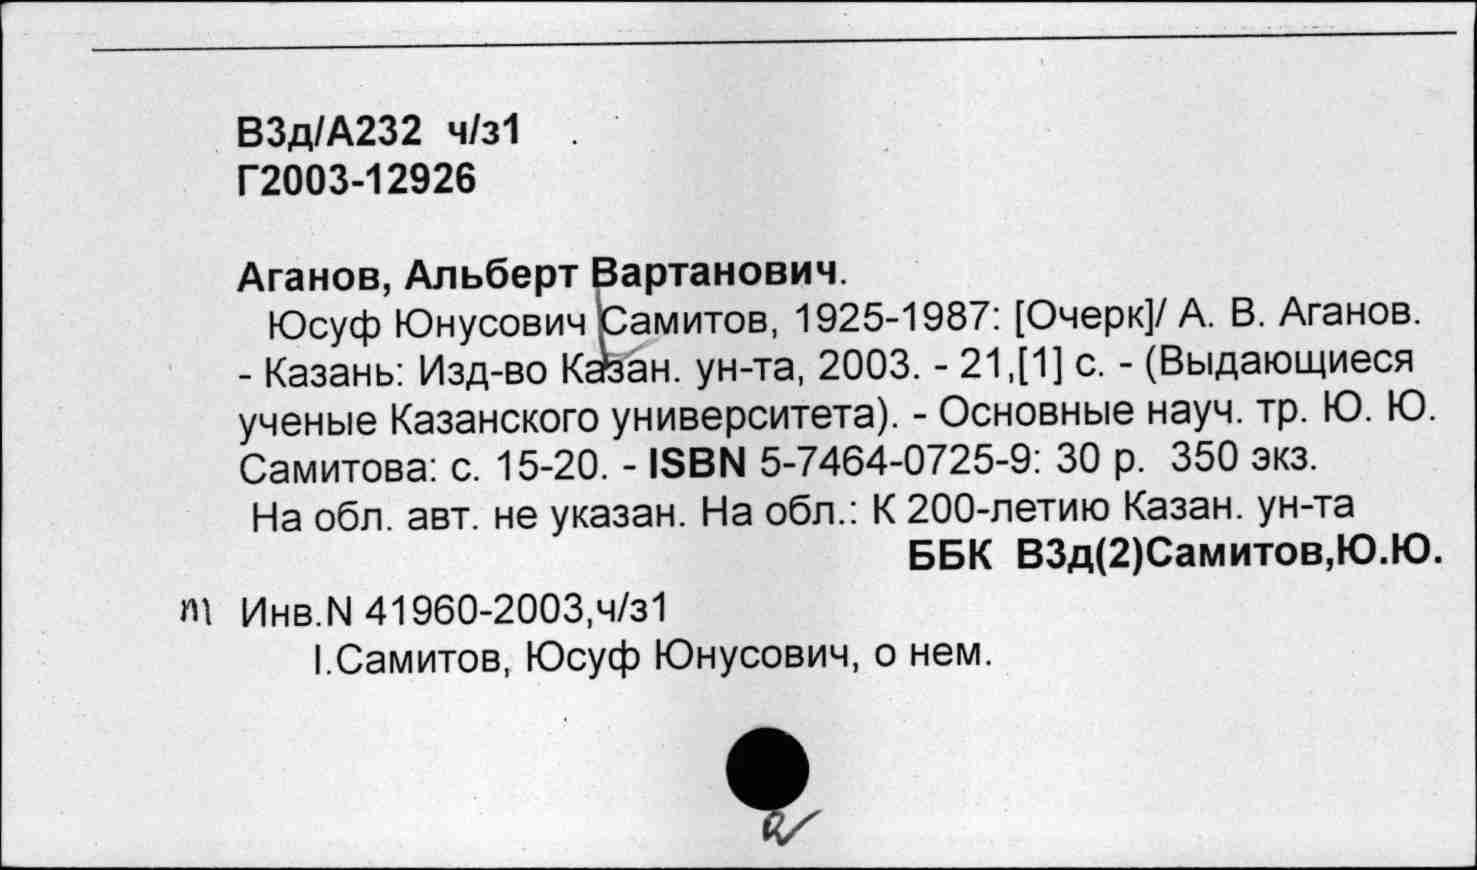 В3д/А232 ч/з1
Г2003-12926
Аганов, Альберт Вартанович.
Юсуф Юнусович Самитов, 1925-1987: [Очерк]/ А. В. Аганов.
- Казань: Изд-во Казан. ун-та, 2003. - 21,[1] с. - (Выдающиеся
ученые Казанского университета). - Основные науч. тр. Ю. Ю.
Самитова: с. 15-20. - ISBN 5-7464-0725-9: 30 р. 350 экз.
На обл. авт. не указан. На обл.: К 200-летию Казан. ун-та
ББК В3д(2)Самитов,Ю.Ю.
Инв.N 41960-2003,ч/з1
I.Самитов, Юсуф Юнусович, о нем.